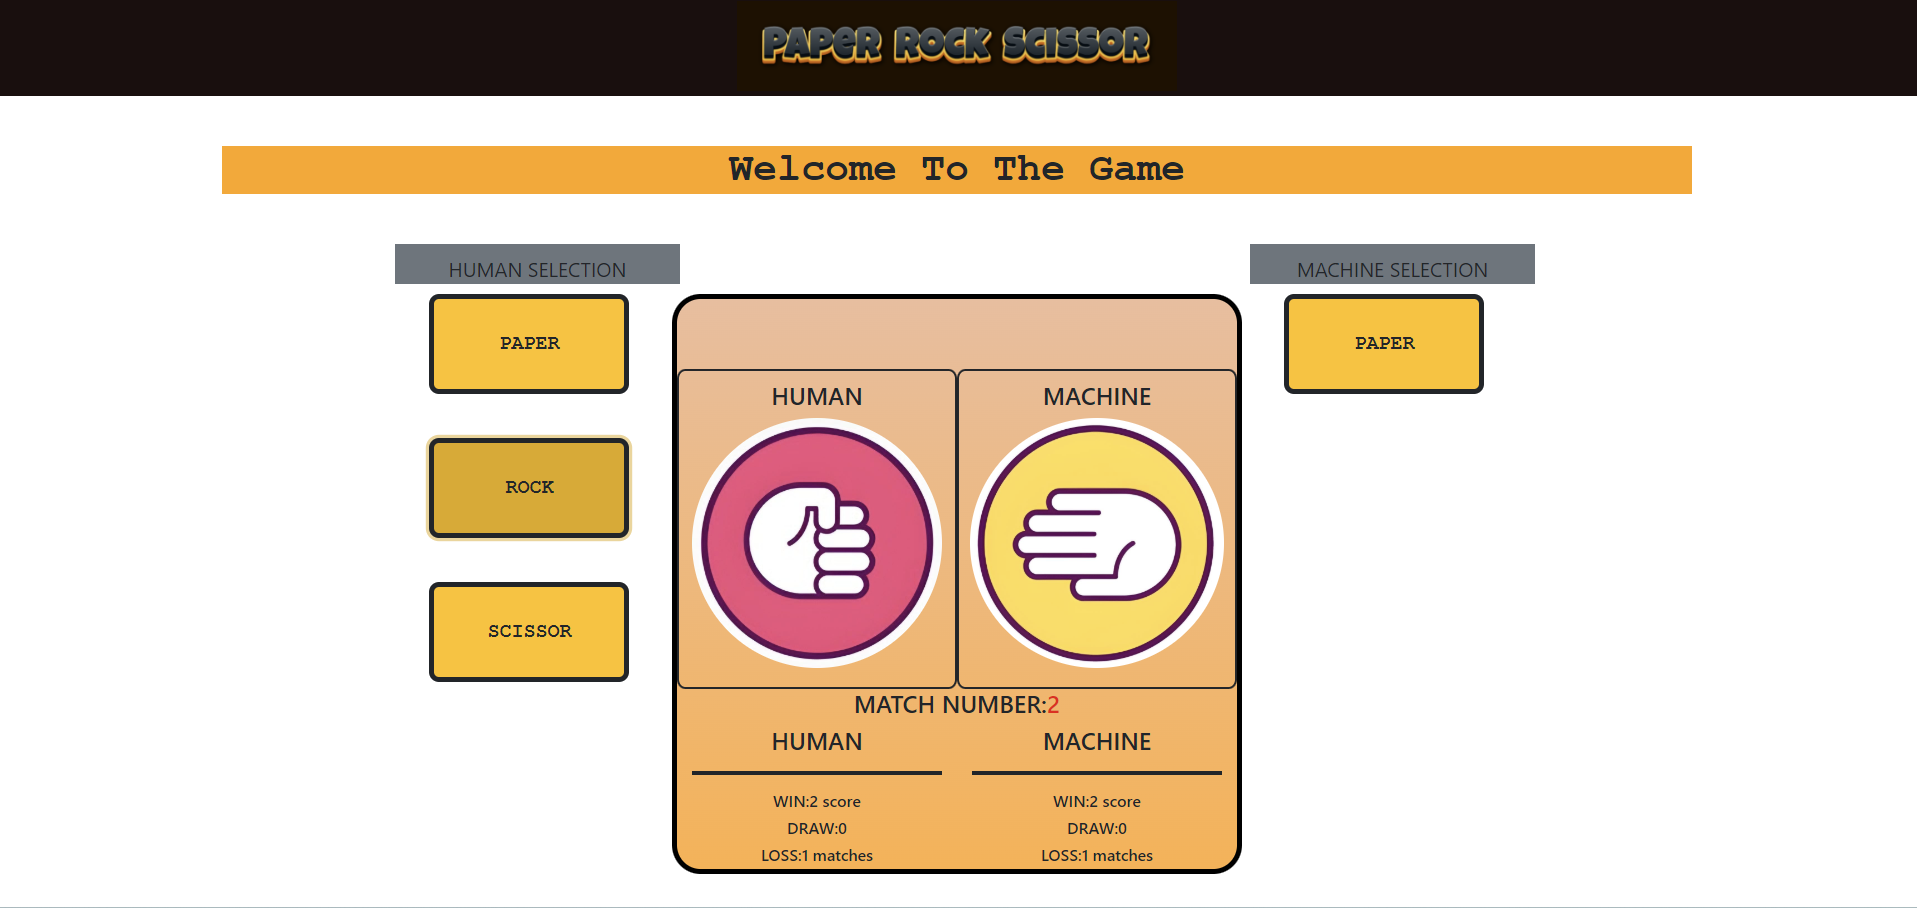 PAPER ROCK SCISSOR
Welcome To The Game
HUMAN SELECTION
PAPER
ROCK
SCISSOR
HUMAN
MACHINE
MATCH NUMBER:2
HUMAN
WIN:2 score
DRAW:0
LOSS:1 matches
MACHINE
WIN:2 score
DRAW:0
LOSS:1 matches
MACHINE SELECTION
PAPER